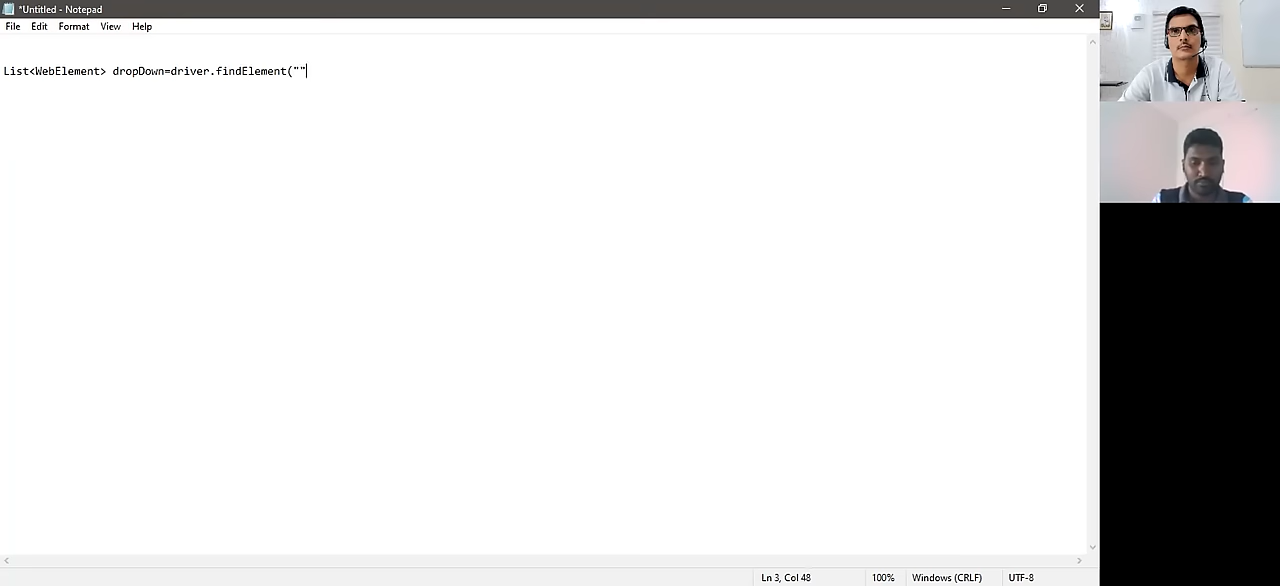 *Untitled - Notepad
File Edit Format View Help
List<WebElement> dropDown=driver.findElement(""
Ln 3, Col 48 100% Windows (CRLF) UTF-8